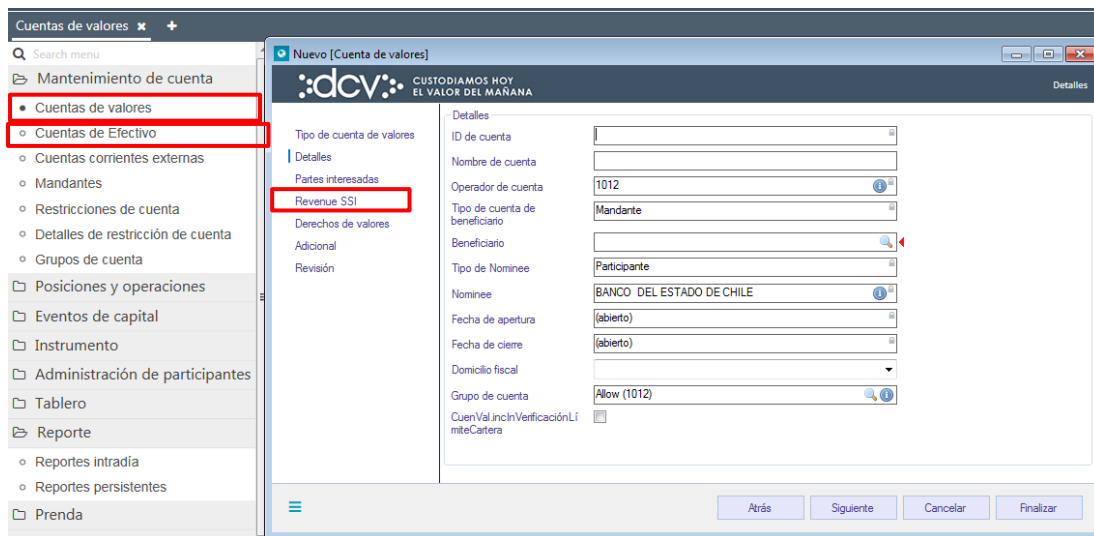 Cuentas de valores
Search menu
Mantenimiento de cuenta
Cuentas de valores
Cuentas de Efectivo
Cuentas corrientes externas
Mandantes
Restricciones de cuenta
Detalles de restricción de cuenta
Grupos de cuenta
Posiciones y operaciones
Eventos de capital
Instrumento
Administración de participantes
Tablero
Reporte
Reportes intradía
Reportes persistentes
Prenda
Nuevo [Cuenta de valores]
dcv
CUSTODIAMOS HOY
EL VALOR DEL MAÑANA
Detalles
Tipo de cuenta de valores
Detalles
Partes interesadas
Revenue SSI
Derechos de valores
Adicional
Revisión
Detalles
ID de cuenta
Nombre de cuenta
Operador de cuenta 1012
Tipo de cuenta de
beneficiario Mandante
Beneficiario
Tipo de Nominee Participante
Nominee BANCO DEL ESTADO DE CHILE
Fecha de apertura (abierto)
Fecha de cierre (abierto)
Domicilio fiscal
Grupo de cuenta Allow (1012)
CuenVal.incInVerificaciónLí
miteCartera
Atrás Siguiente Cancelar Finalizar